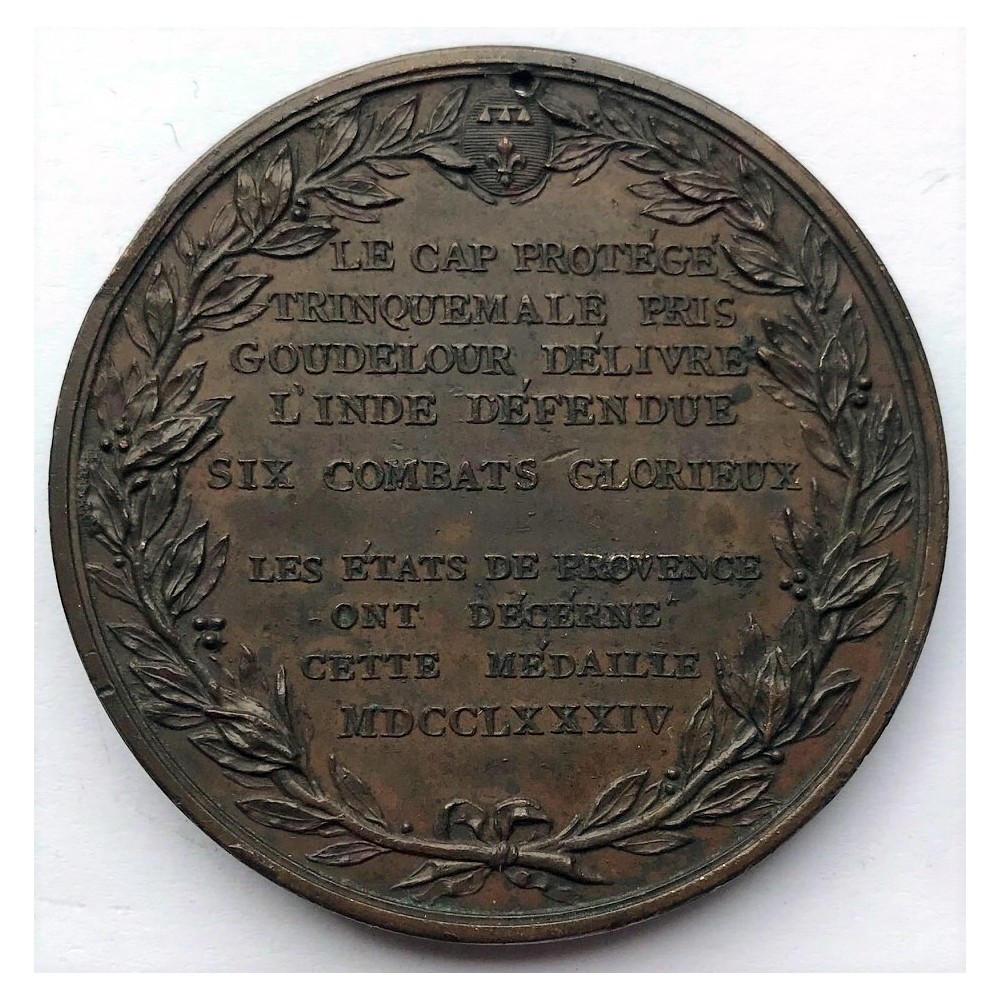 LE CAP PROTÉGÉ
TRINQUEMALÉ PRIS
GOUDELOUR DÉLIVRÉ
L'INDE DÉFENDUE
SIX COMBATS GLORIEUX
LES ÉTATS DE PROVENCE
ONT DÉCERNÉ
CETTE MÉDAILLE
MDCCLXXXIV